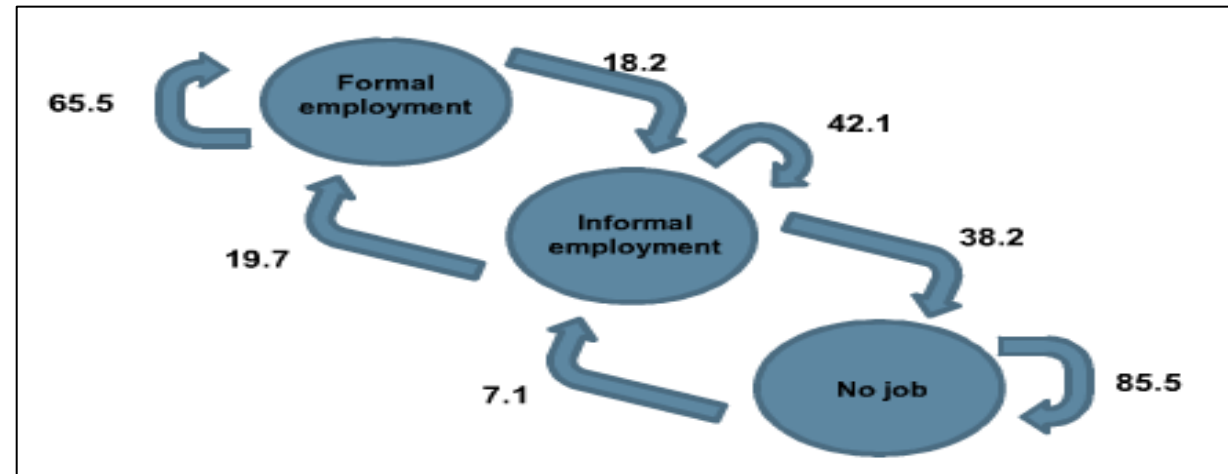 18.2
Formal
employment
65.5
42.1
Informal
employment
38.2
19.7
No job
85.5
7.1